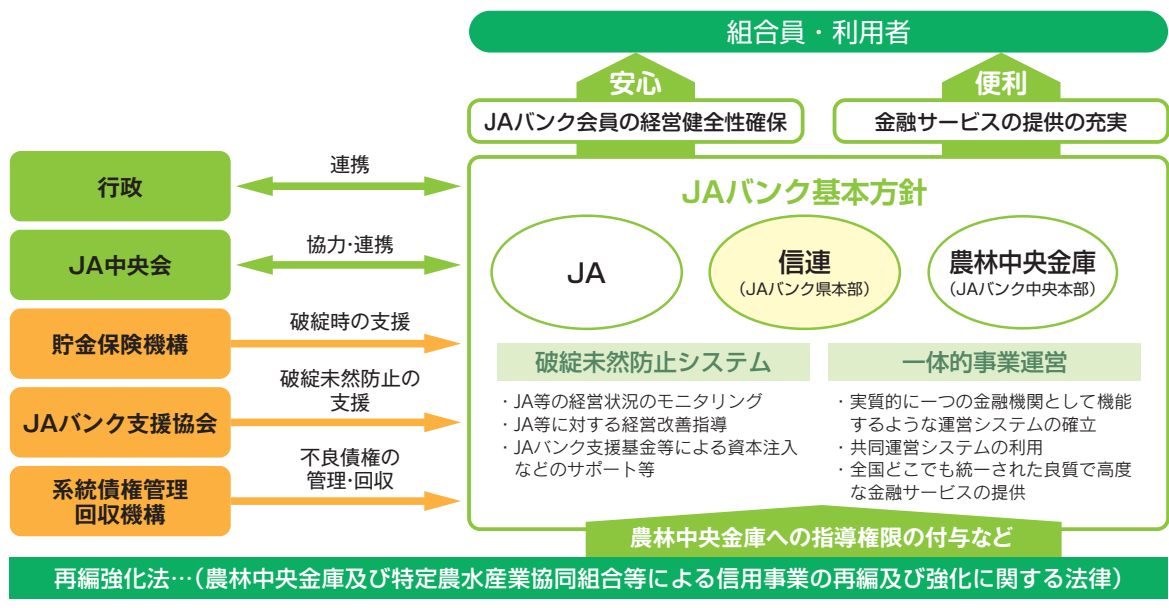 組合員・利用者
安心
便利
JAバンク会員の経営健全性確保
金融サービスの提供の充実
行政
連携
JA中央会
協力・連携
貯金保険機構
破綻時の支援
JAバンク支援協会
破綻未然防止の
支援
系統債権管理
回収機構
不良債権の
管理・回収
JAバンク基本方針
JA
信連
（JAバンク県本部）
農林中央金庫
（JAバンク中央本部）
破綻未然防止システム
・JA等の経営状況のモニタリング
・JA等に対する経営改善指導
・JAバンク支援基金等による資本注入
などのサポート等
一体的事業運営
・実質的に一つの金融機関として機能
するような運営システムの確立
・共同運営システムの利用
・全国どこでも統一された良質で高度
な金融サービスの提供
農林中央金庫への指導権限の付与など
再編強化法…（農林中央金庫及び特定農水産業協同組合等による信用事業の再編及び強化に関する法律）